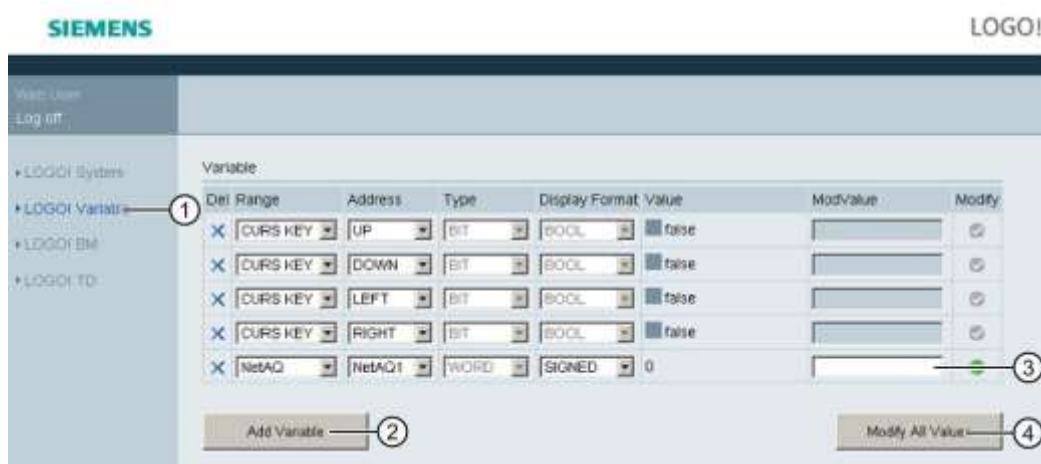 SIEMENS LOGO!
Web User
Log off
LOGO! System
LOGO! Variable
LOGO! BM
LOGO! TD
1
Variable
Del Range Address Type Display Format Value ModValue Modify
CURS KEY UP BIT BOOL false
CURS KEY DOWN BIT BOOL false
CURS KEY LEFT BIT BOOL false
CURS KEY RIGHT BIT BOOL false
NetAQ NetAQ1 WORD SIGNED 0
3
Add Variable 2
Modify All Value 4